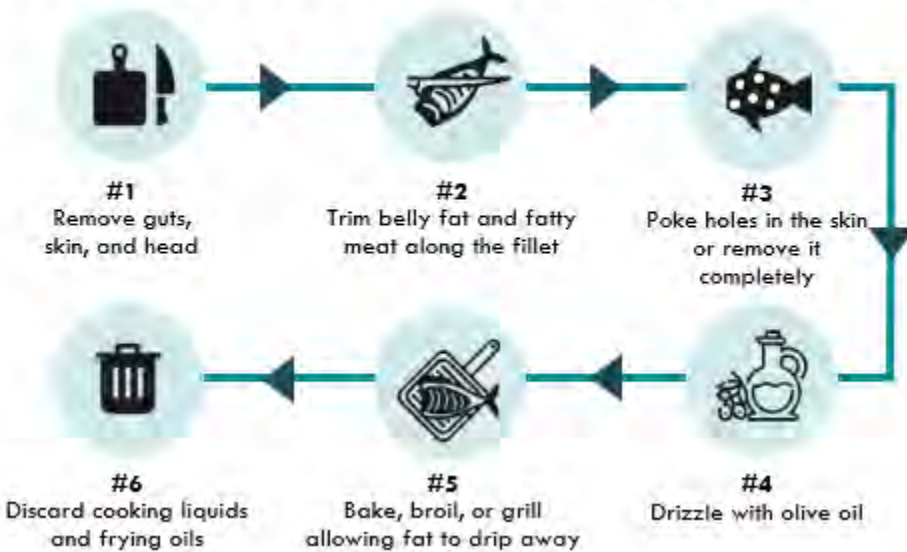 #1
Remove guts,
skin, and head
#2
Trim belly fat and fatty
meat along the fillet
#3
Poke holes in the skin
or remove it
completely
#4
Drizzle with olive oil
#5
Bake, broil, or grill
allowing fat to drip away
#6
Discard cooking liquids
and frying oils